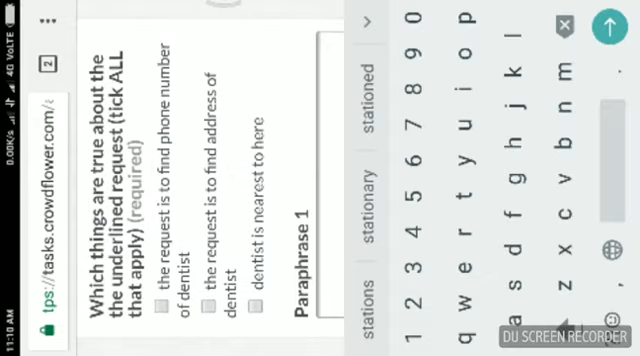 11:10 AM
0.00K/s
4G VoLTE
tps://tasks.crowdflower.com/
2
Which things are true about the
the underlined request (tick ALL
that apply) (required)
the request is to find phone number
of dentist
the request is to find address of
dentist
dentist is nearest to here
Paraphrase 1
stations stationary stationed
1 2 3 4 5 6 7 8 9 0
q w e r t y u i o p
a s d f g h j k l
z x c v b n m
, .
DU SCREEN RECORDER